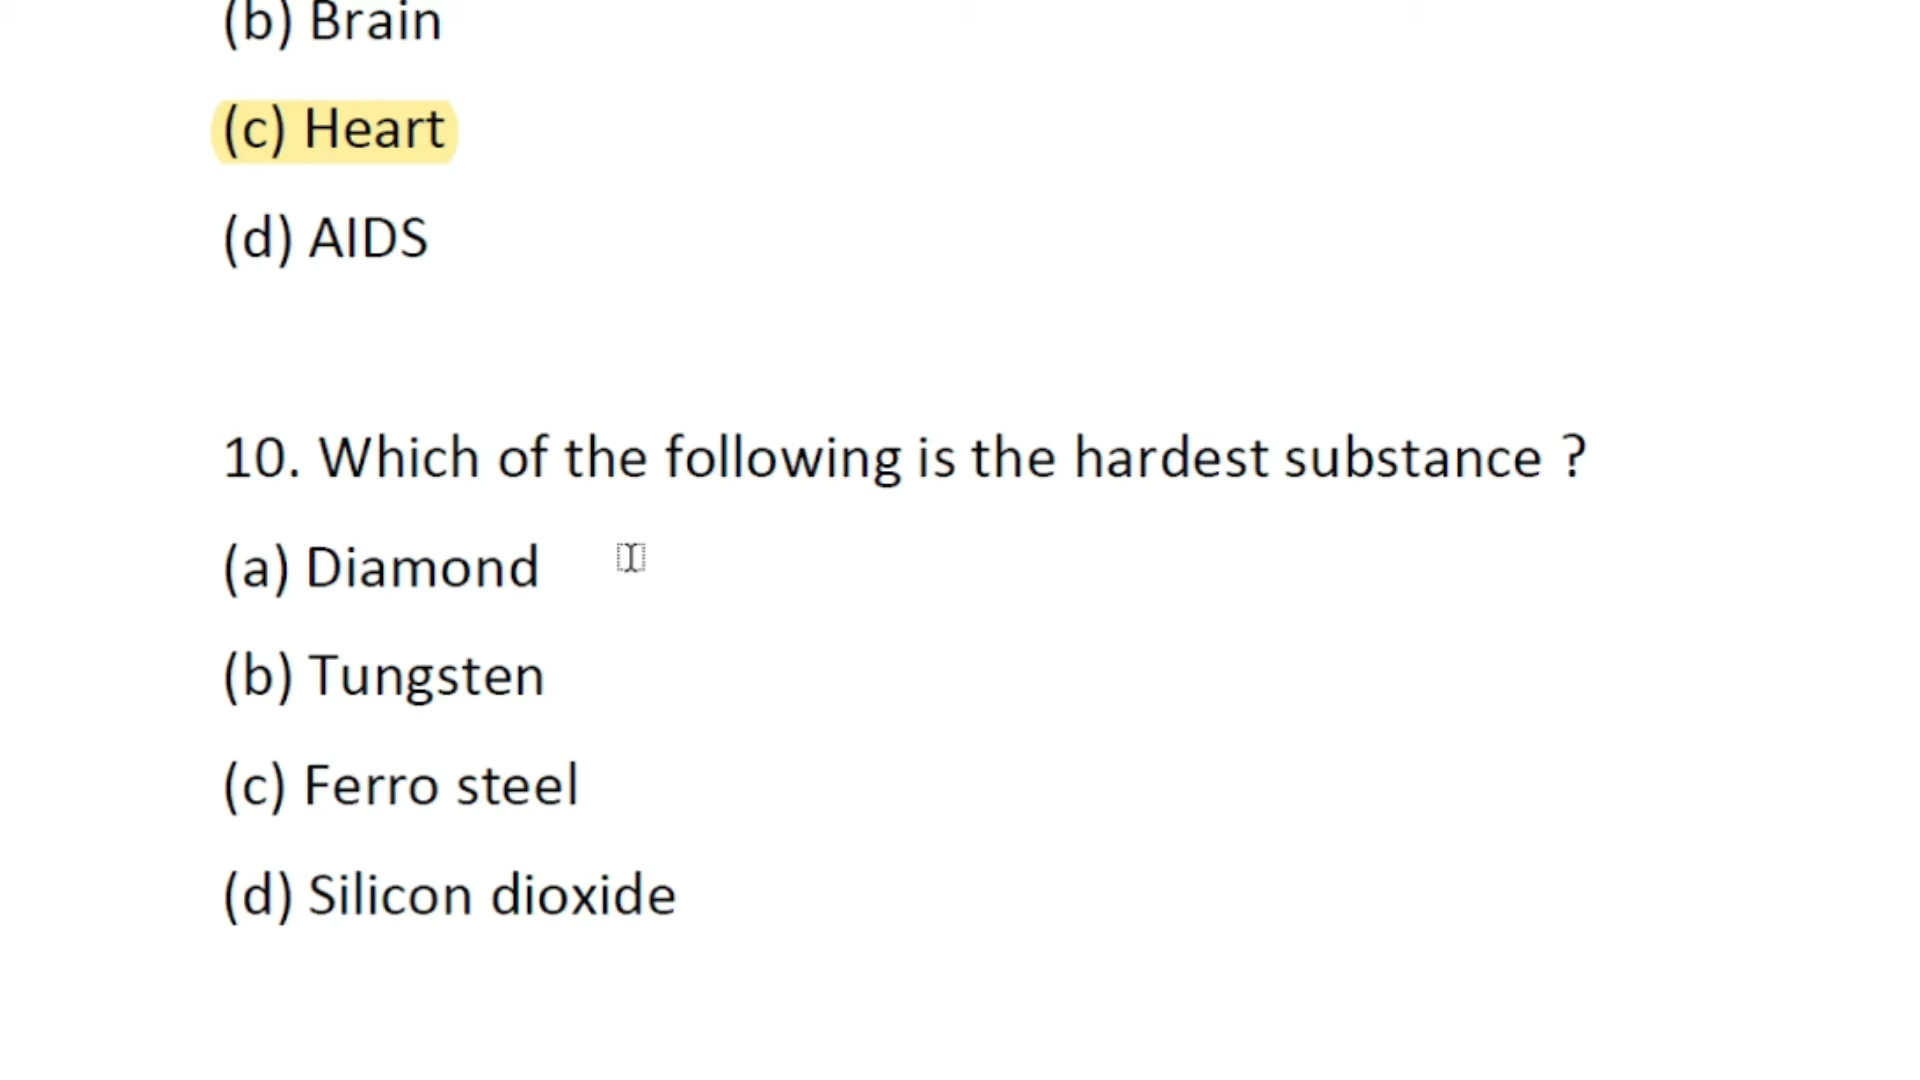 (b) Brain
(c) Heart
(d) AIDS
10. Which of the following is the hardest substance ?
(a) Diamond
(b) Tungsten
(c) Ferro steel
(d) Silicon dioxide